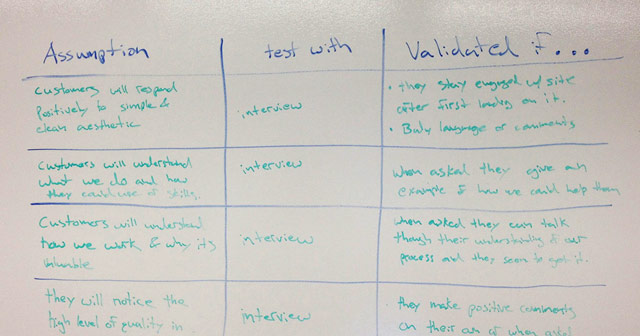 Assumption
test with
Validated if...
Customers will respond
positively to simple &
clean aesthetic
interview
• they stay engaged w/ site
after first landing on it.
• Body language or comments
Customers will understand
what we do and how
they could use our skills.
interview
when asked they give an
example of how we could help them
Customers will understand
how we work & why its
valuable
interview
when asked they can talk
though their understanding of our
process and they seem to get it.
they will notice the
high level of quality in
interview
• they make positive comments
on their own or when asked